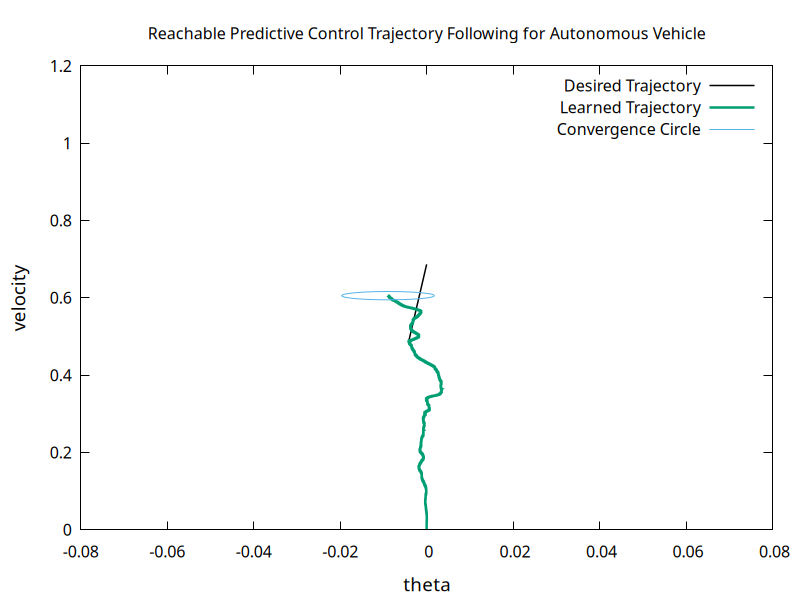 Reachable Predictive Control Trajectory Following for Autonomous Vehicle
Desired Trajectory
Learned Trajectory
Convergence Circle
1.2
1
0.8
0.6
0.4
0.2
0
velocity
-0.08 -0.06 -0.04 -0.02 0 0.02 0.04 0.06 0.08
theta